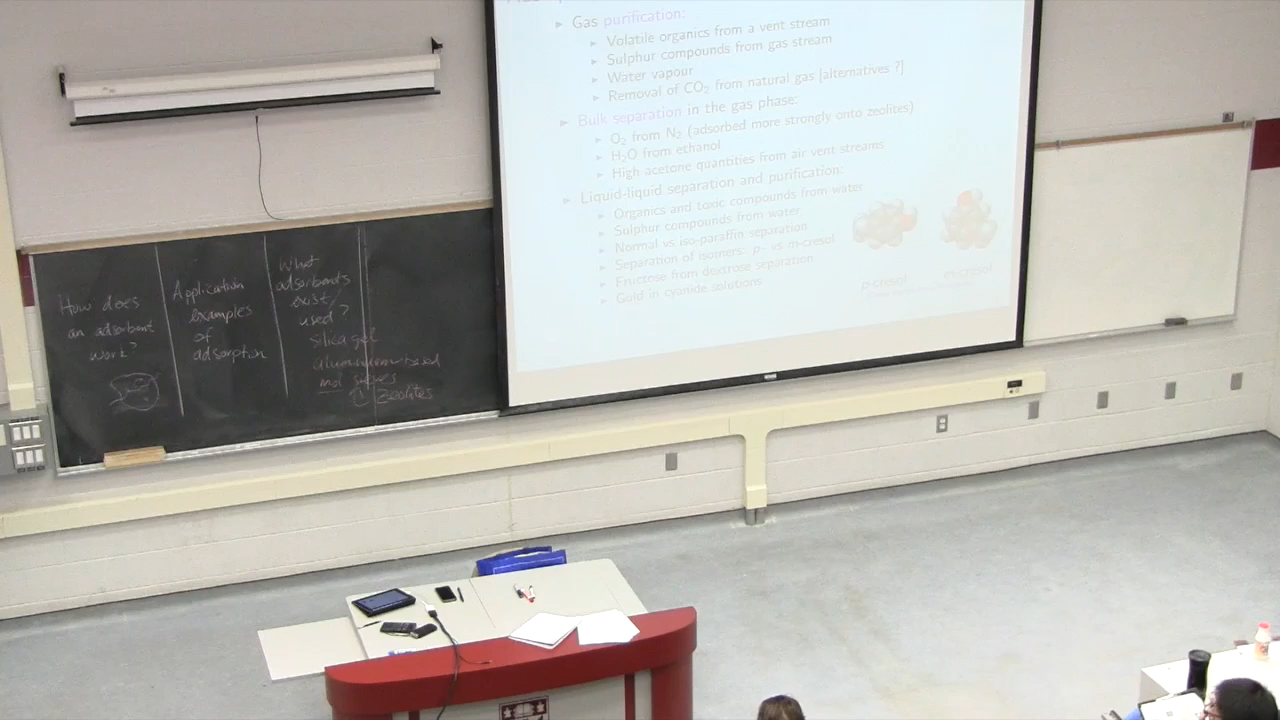 Gas purification:
Volatile organics from a vent stream
Sulphur compounds from gas stream
Water vapour
Removal of CO₂ from natural gas [alternatives ?]
Bulk separation in the gas phase:
O₂ from N₂ (adsorbed more strongly onto zeolites)
H₂O from ethanol
High acetone quantities from air vent streams
Liquid-liquid separation and purification:
Organics and toxic compounds from water
Sulphur compounds from water
Normal vs iso-paraffin separation
Separation of isomers: p- vs m-cresol
Fructose from dextrose separation
Gold in cyanide solutions
p-cresol
m-cresol
How does
an adsorbent
work?
Application
examples
of
adsorption
What
adsorbents
exist/
used?
silica gel
mol sieves
zeolites